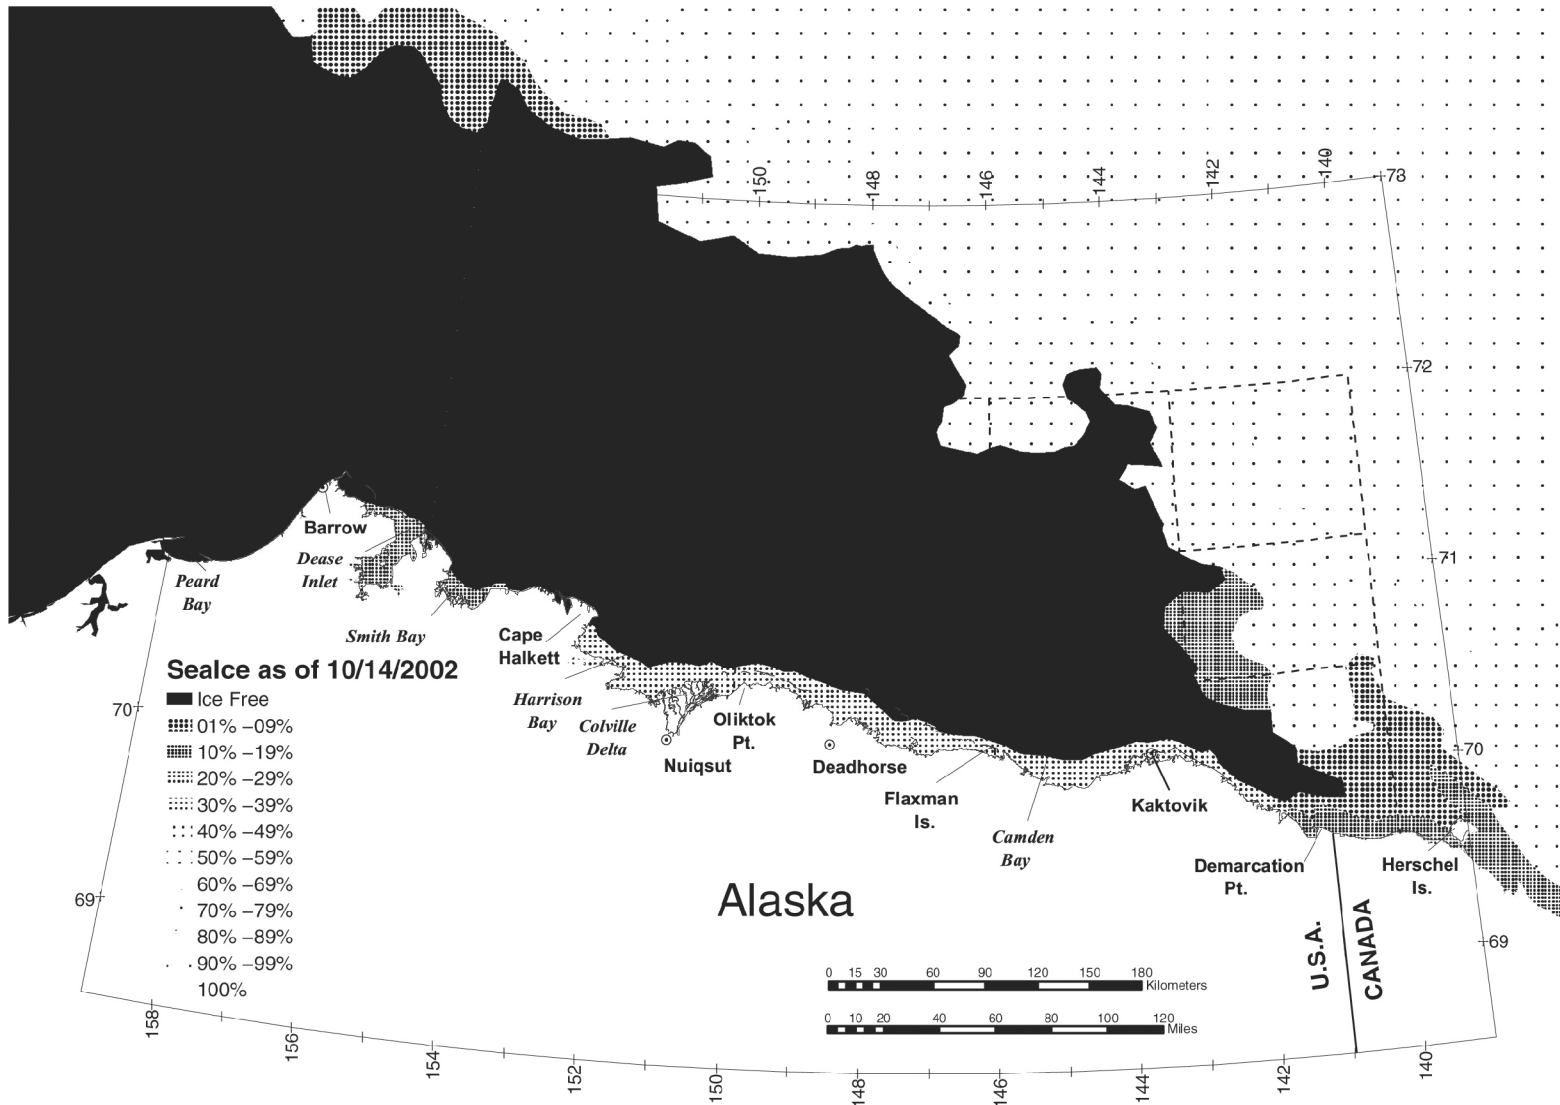 150
148
146
144
142
140
73
72
71
70
69
Barrow
Dease
Inlet
Peard
Bay
Smith Bay
Cape
Halkett
Harrison
Bay
Colville
Delta
Oliktok
Pt.
Nuiqsut
Deadhorse
Flaxman
Is.
Camden
Bay
Kaktovik
Demarcation
Pt.
Herschel
Is.
SeaIce as of 10/14/2002
Ice Free
01% –09%
10% –19%
20% –29%
30% –39%
40% –49%
50% –59%
60% –69%
70% –79%
80% –89%
90% –99%
100%
70
69
Alaska
U.S.A.
CANADA
0 15 30 60 90 120 150 180
Kilometers
0 10 20 40 60 80 100 120
Miles
158
156
154
152
150
148
146
144
142
140